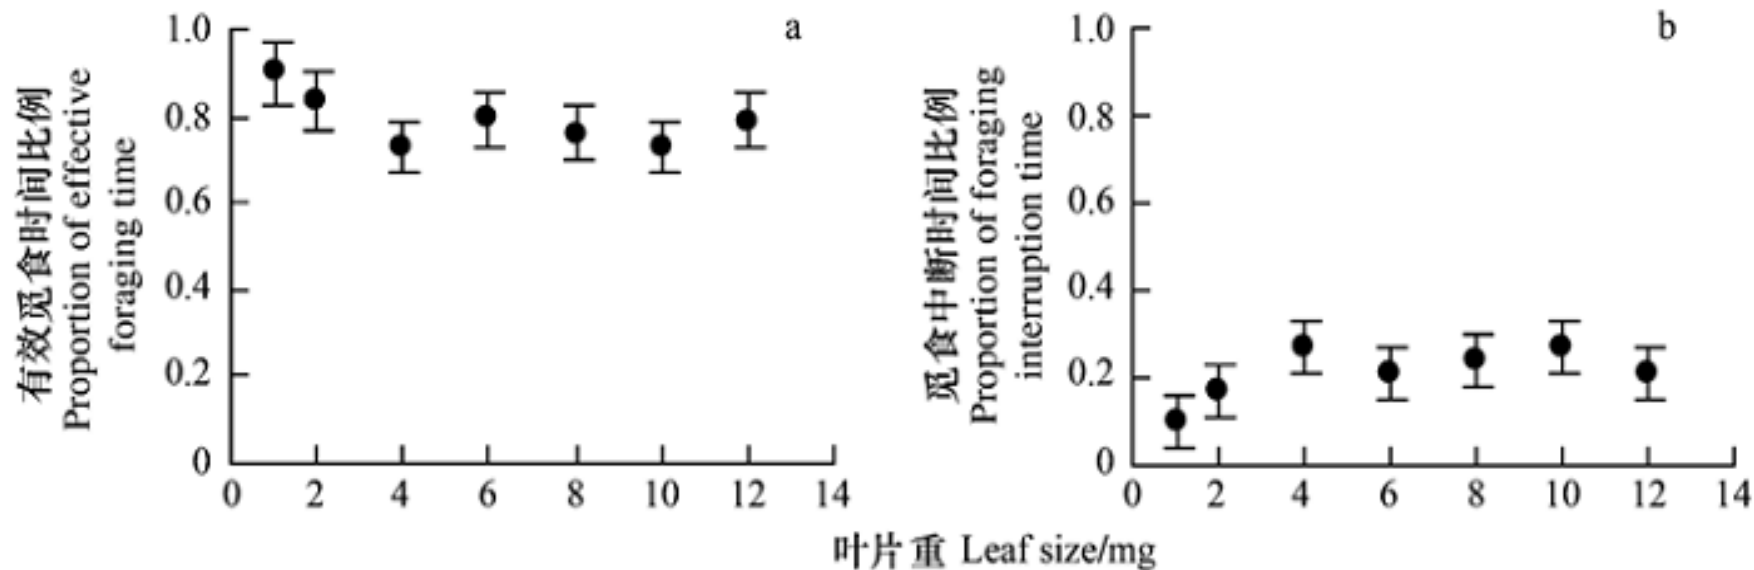 a
有效觅食时间比例
Proportion of effective
foraging time
1.0
0.8
0.6
0.4
0.2
0
0 2 4 6 8 10 12 14
b
觅食中断时间比例
Proportion of foraging
interruption time
1.0
0.8
0.6
0.4
0.2
0
0 2 4 6 8 10 12 14
叶片重 Leaf size/mg